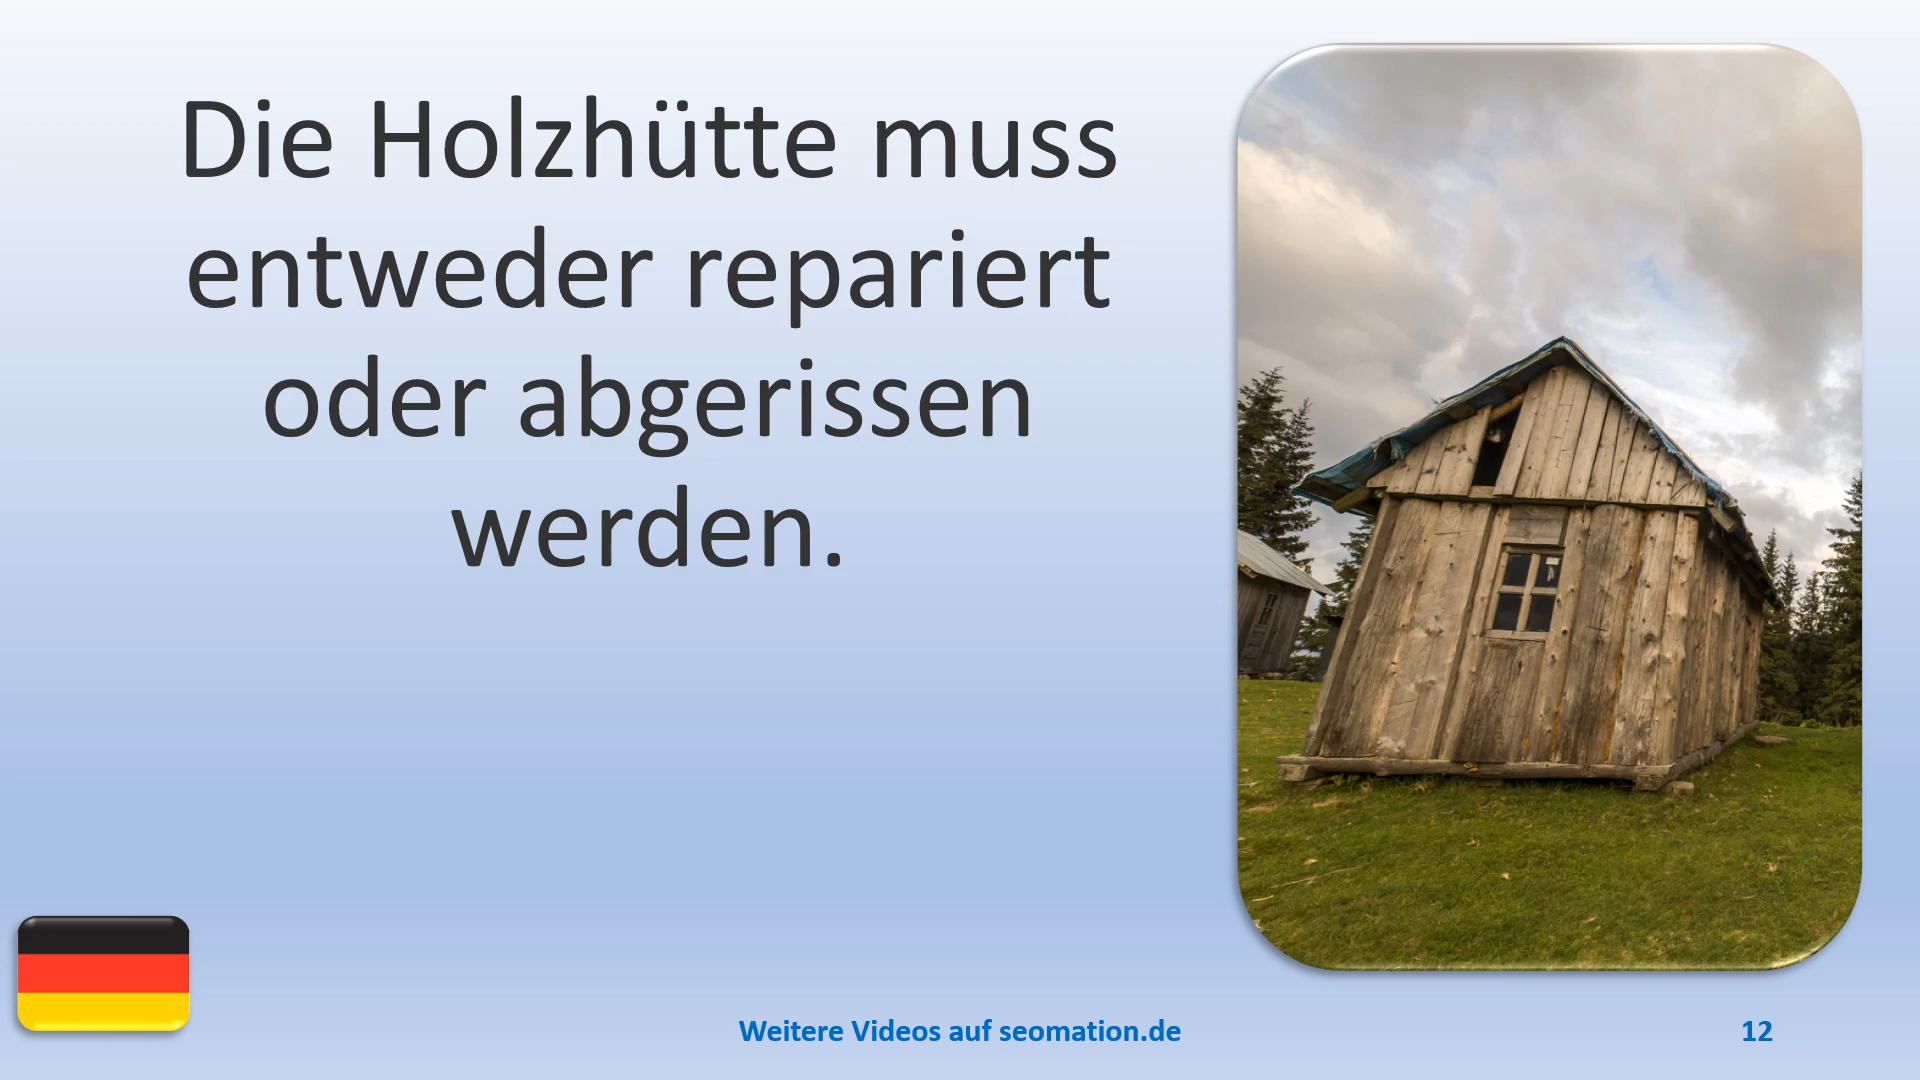 Die Holzhütte muss
entweder repariert
oder abgerissen
werden.
Weitere Videos auf seomation.de
12